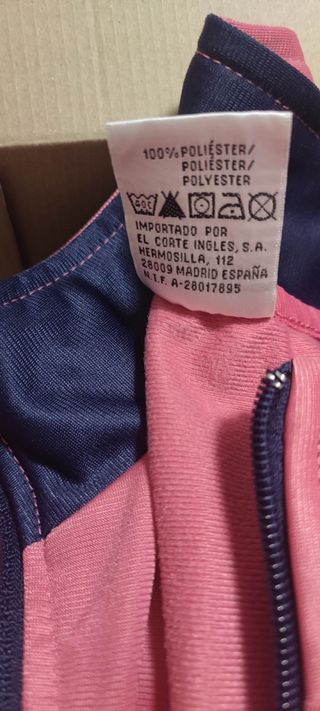 100% POLIÉSTER/
POLIÉSTER/
POLYESTER
IMPORTADO POR
EL CORTE INGLES, S.A.
HERMOSILLA, 112
28009 MADRID ESPAÑA
N.I.F. A-28017895